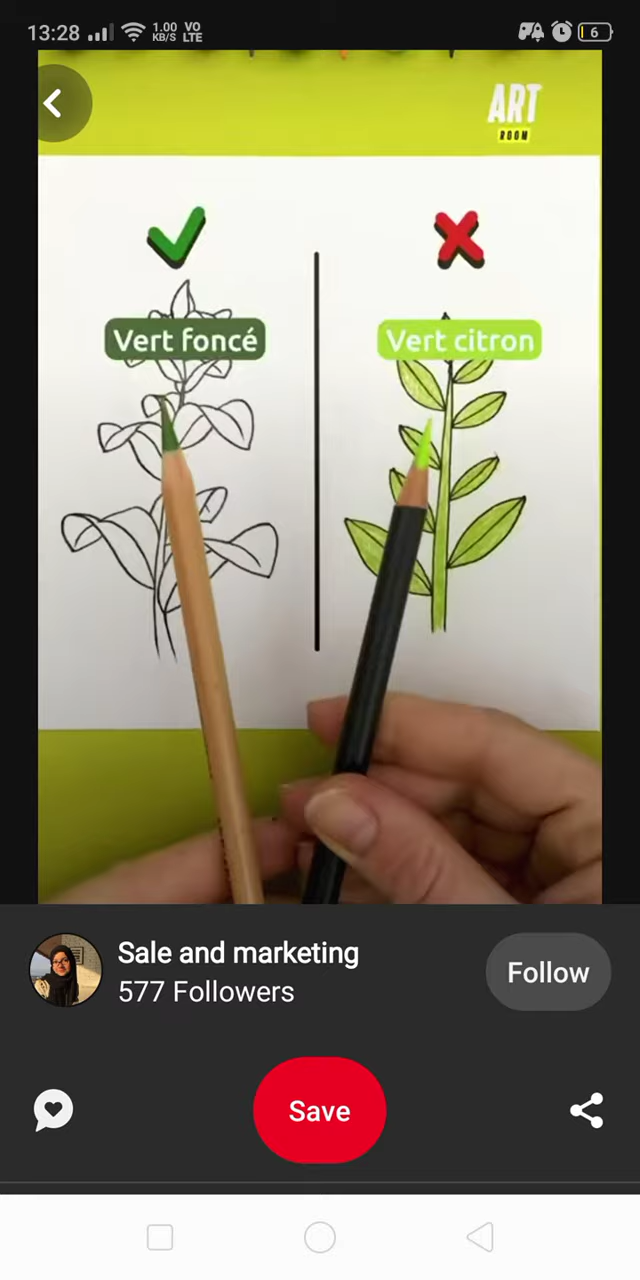 13:28
1.00
KB/S
VO
LTE
6
ART
ROOM
Vert foncé
Vert citron
Sale and marketing
577 Followers
Follow
Save